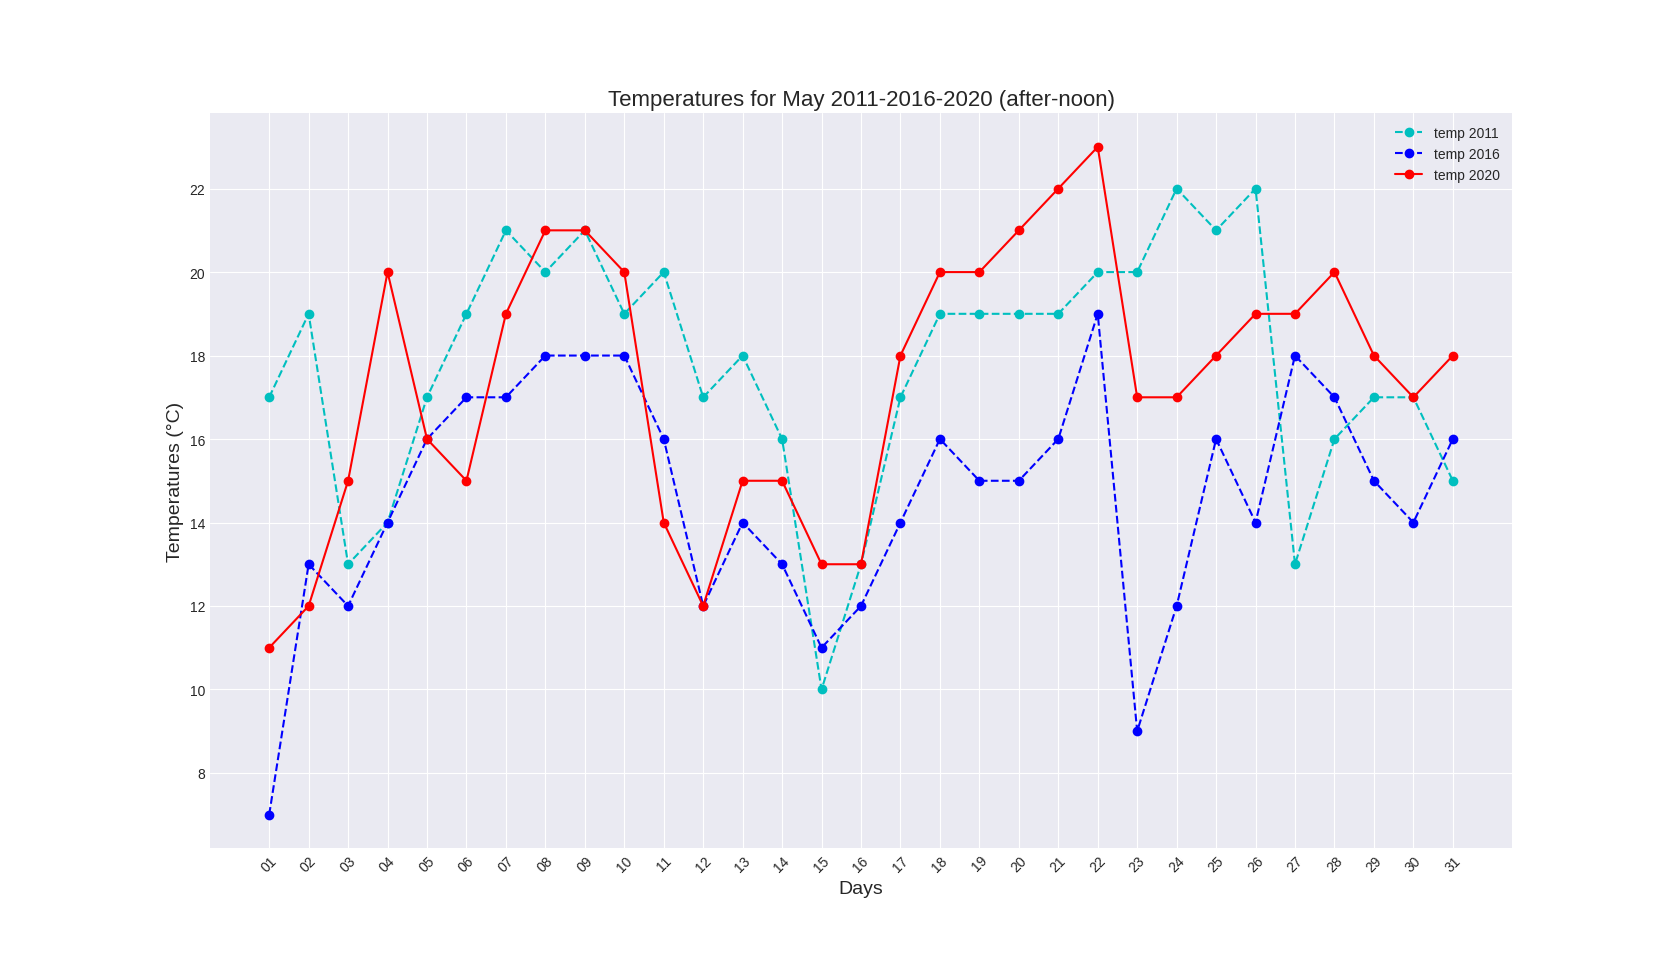 Temperatures for May 2011-2016-2020 (after-noon)
temp 2011
temp 2016
temp 2020
Temperatures (°C)
22
20
18
16
14
12
10
8
01 02 03 04 05 06 07 08 09 10 11 12 13 14 15 16 17 18 19 20 21 22 23 24 25 26 27 28 29 30 31
Days